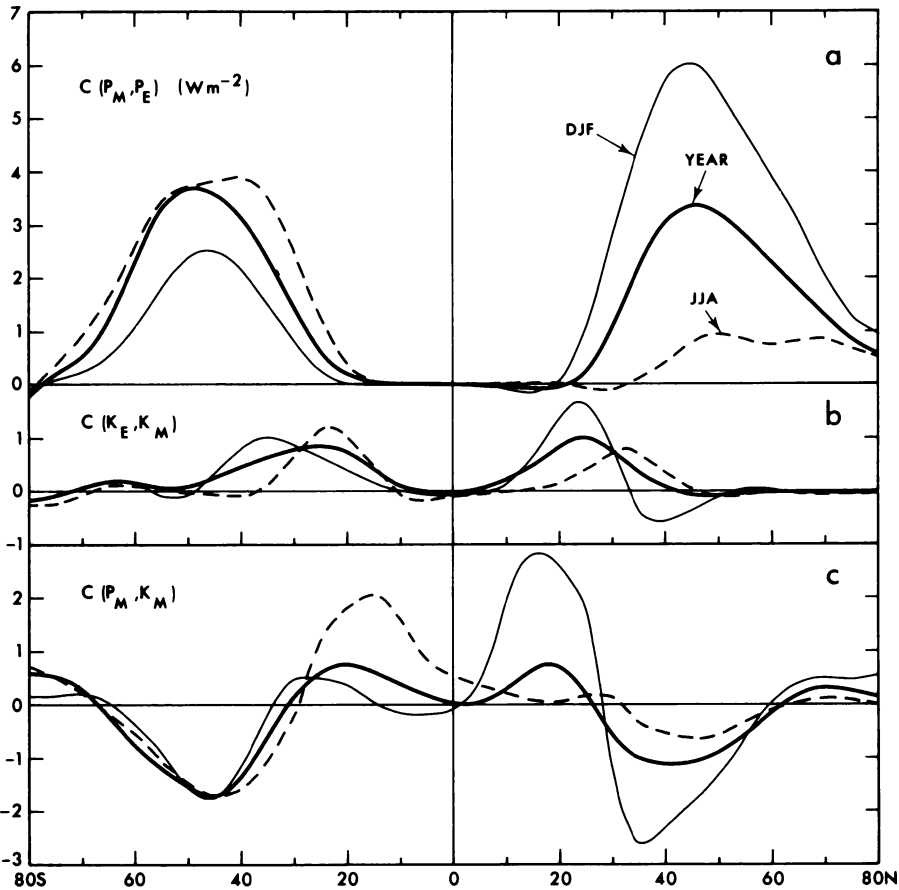 7
a
6
C (P_M, P_E) (Wm⁻²)
5
DJF
YEAR
4
3
2
JJA
1
0
b
C (K_E, K_M)
1
0
-1
c
C (P_M, K_M)
2
1
0
-1
-2
-3
80S 60 40 20 0 20 40 60 80N